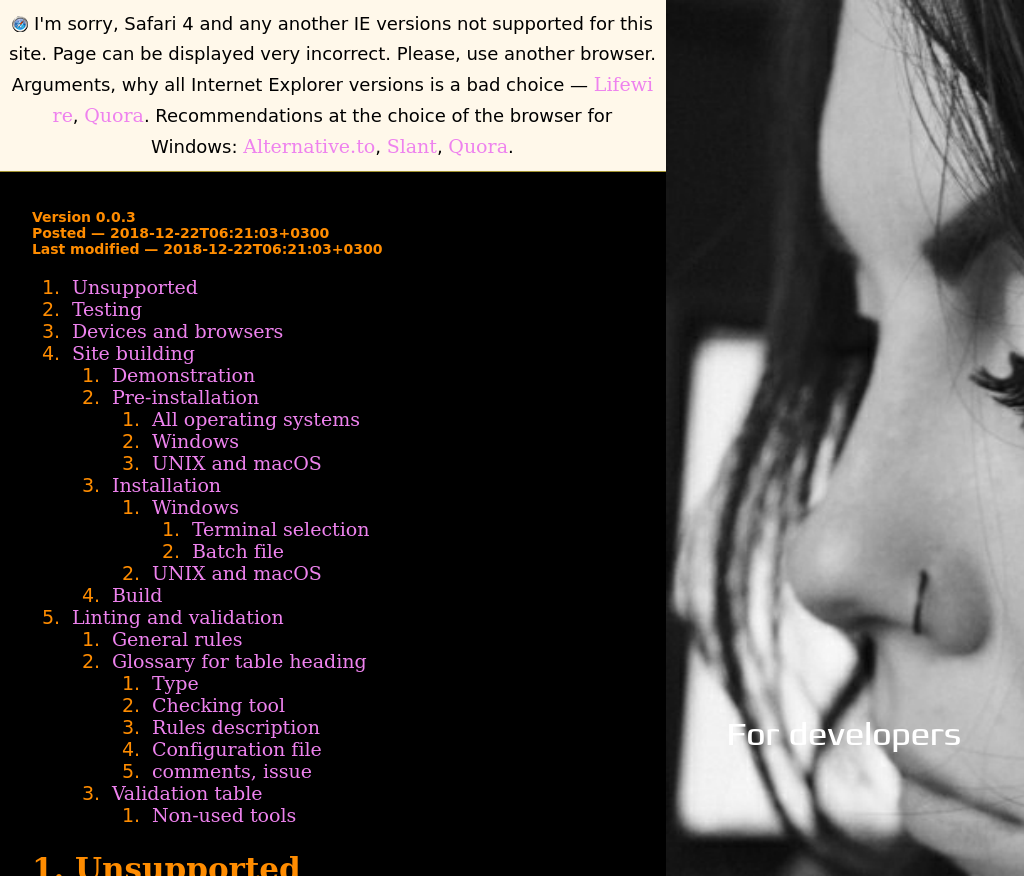 I'm sorry, Safari 4 and any another IE versions not supported for this
site. Page can be displayed very incorrect. Please, use another browser.
Arguments, why all Internet Explorer versions is a bad choice — Lifewi
re, Quora. Recommendations at the choice of the browser for
Windows: Alternative.to, Slant, Quora.
Version 0.0.3
Posted — 2018-12-22T06:21:03+0300
Last modified — 2018-12-22T06:21:03+0300
1. Unsupported
2. Testing
3. Devices and browsers
4. Site building
1. Demonstration
2. Pre-installation
1. All operating systems
2. Windows
3. UNIX and macOS
3. Installation
1. Windows
1. Terminal selection
2. Batch file
2. UNIX and macOS
4. Build
5. Linting and validation
1. General rules
2. Glossary for table heading
1. Type
2. Checking tool
3. Rules description
4. Configuration file
5. comments, issue
3. Validation table
1. Non-used tools
1. Unsupported
For developers